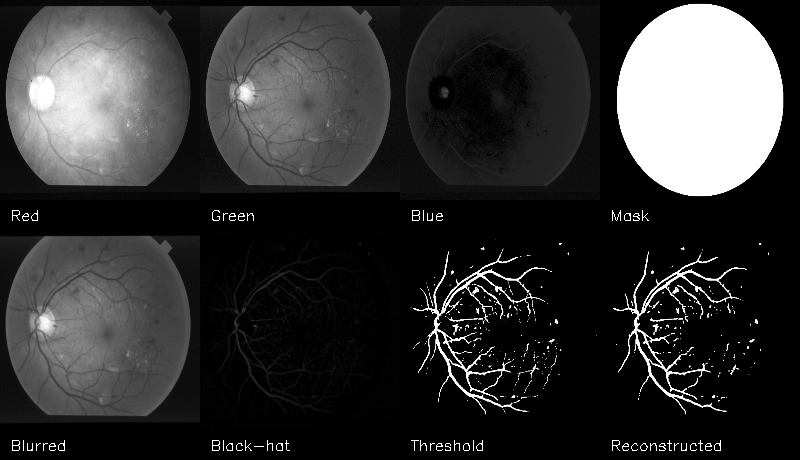 Red
Green
Blue
Mask
Blurred
Black-hat
Threshold
Reconstructed